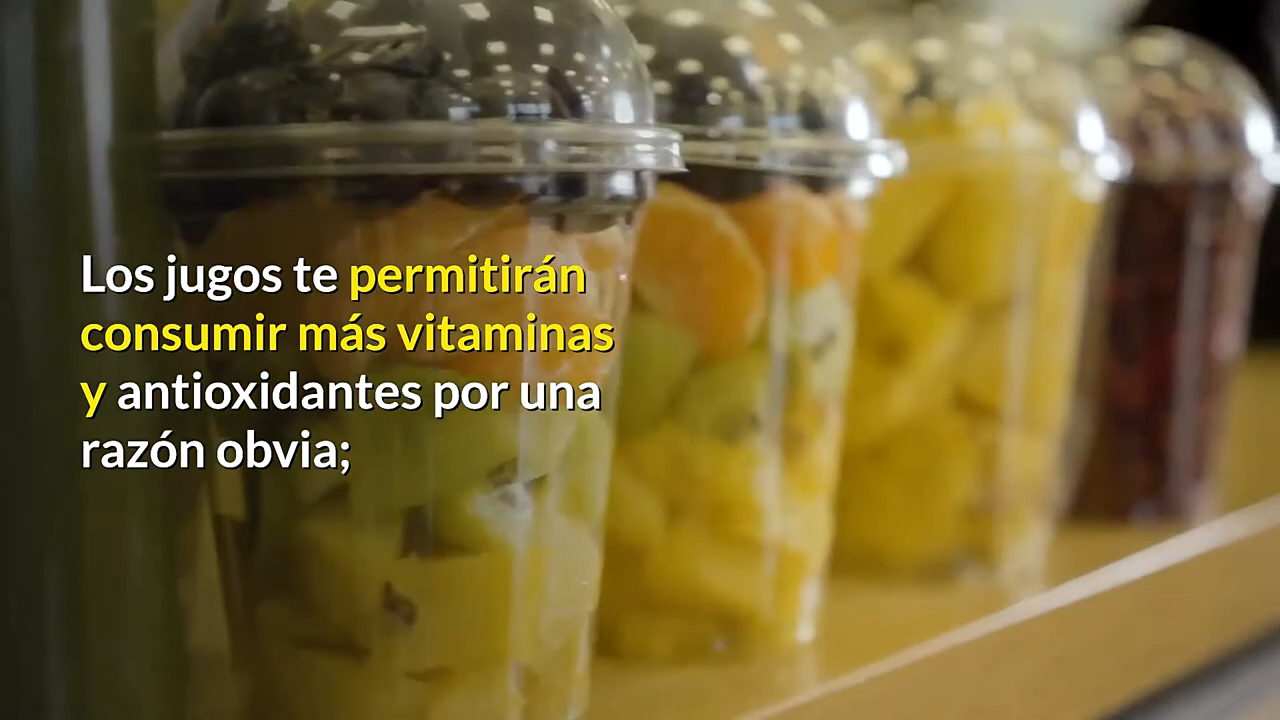 Los jugos te permitirán
consumir más vitaminas
y antioxidantes por una
razón obvia;